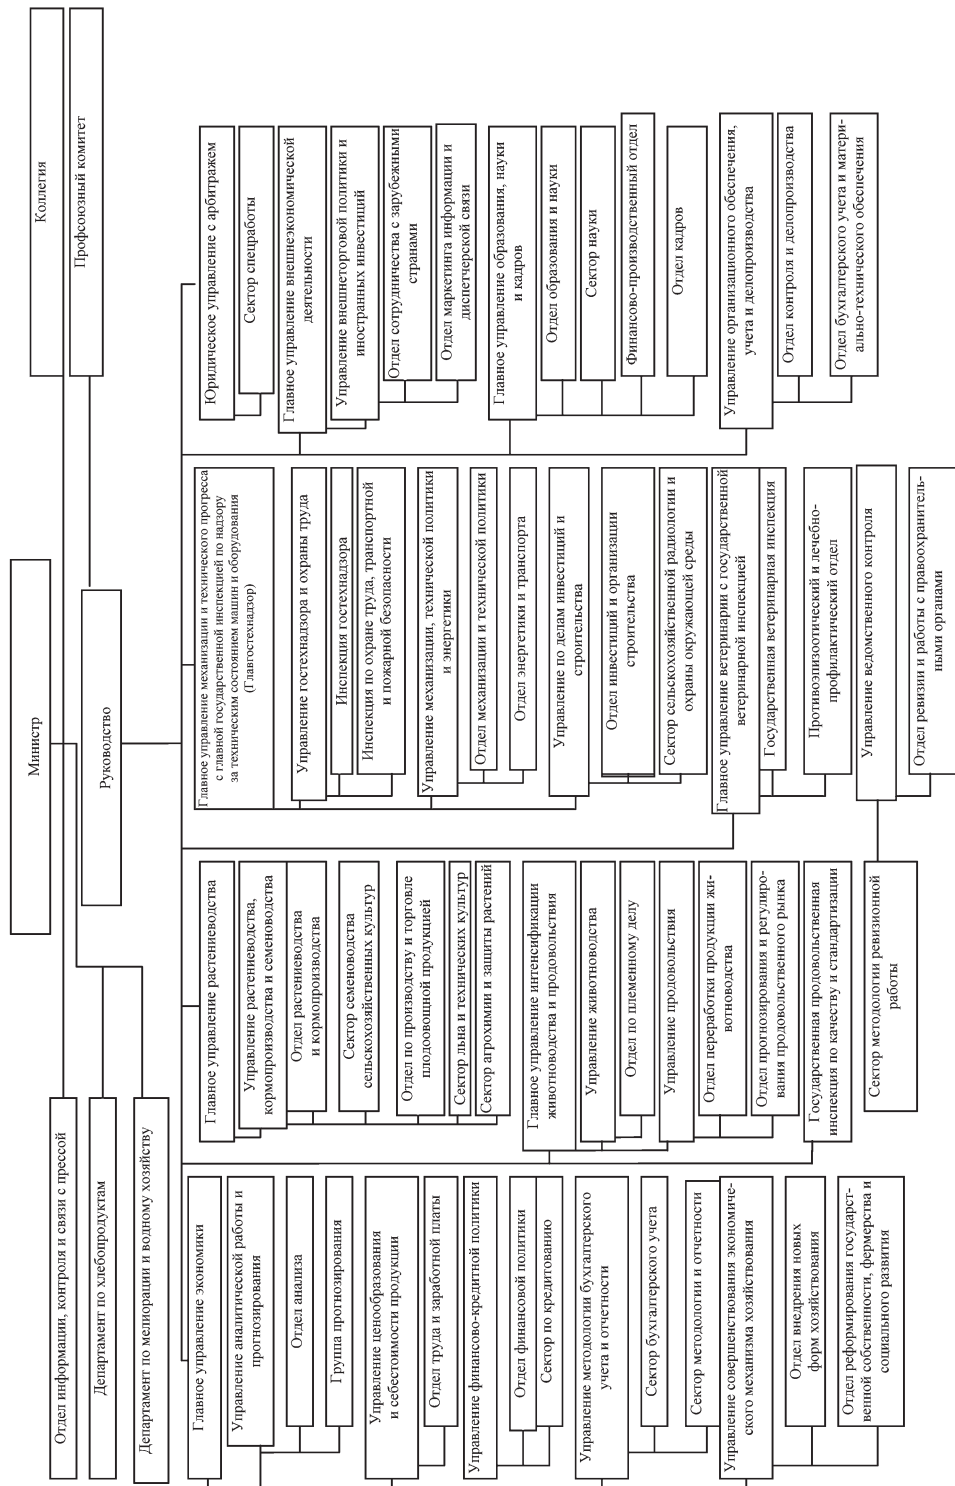 Министр
Коллегия
Профсоюзный комитет
Руководство
Отдел информации, контроля и связи с прессой
Департамент по хлебопродуктам
Департамент по мелиорации и водному хозяйству
Главное управление экономики
Управление аналитической работы и
прогнозирования
Отдел анализа
Группа прогнозирования
Управление ценообразования
и себестоимости продукции
Отдел труда и заработной платы
Управление финансово-кредитной политики
Отдел финансовой политики
Сектор по кредитованию
Управление методологии бухгалтерского
учета и отчетности
Сектор бухгалтерского учета
Сектор методологии и отчетности
Управление совершенствования экономиче-
ского механизма хозяйствования
Отдел внедрения новых
форм хозяйствования
Отдел реформирования государст-
венной собственности, фермерства и
социального развития
Главное управление растениеводства
Управление растениеводства,
кормопроизводства и семеноводства
Отдел растениеводства
и кормопроизводства
Сектор семеноводства
сельскохозяйственных культур
Отдел по производству и торговле
плодоовощной продукцией
Сектор льна и технических культур
Сектор агрохимии и защиты растений
Главное управление интенсификации
животноводства и продовольствия
Управление животноводства
Отдел по племенному делу
Управление продовольствия
Отдел переработки продукции жи-
вотноводства
Отдел прогнозирования и регулиро-
вания продовольственного рынка
Государственная продовольственная
инспекция по качеству и стандартизации
Сектор методологии ревизионной
работы
Главное управление механизации и технического прогресса
с главной государственной инспекцией по надзору
за техническим состоянием машин и оборудования
(Главгостехнадзор)
Управление гостехнадзора и охраны труда
Инспекция гостехнадзора
Инспекция по охране труда, транспортной
и пожарной безопасности
Управление механизации, технической политики
и энергетики
Отдел механизации и технической политики
Отдел энергетики и транспорта
Управление по делам инвестиций и
строительства
Отдел инвестиций и организации
строительства
Сектор сельскохозяйственной радиологии и
охраны окружающей среды
Главное управление ветеринарии с государственной
ветеринарной инспекцией
Государственная ветеринарная инспекция
Противоэпизоотический и лечебно-
профилактический отдел
Управление ведомственного контроля
Отдел ревизии и работы с правоохранитель-
ными органами
Юридическое управление с арбитражем
Сектор спецработы
Главное управление внешнеэкономической
деятельности
Управление внешнеторговой политики и
иностранных инвестиций
Отдел сотрудничества с зарубежными
странами
Отдел маркетинга информации и
диспетчерской связи
Главное управление образования, науки
и кадров
Отдел образования и науки
Сектор науки
Финансово-производственный отдел
Отдел кадров
Управление организационного обеспечения,
учета и делопроизводства
Отдел контроля и делопроизводства
Отдел бухгалтерского учета и матери-
ально-технического обеспечения